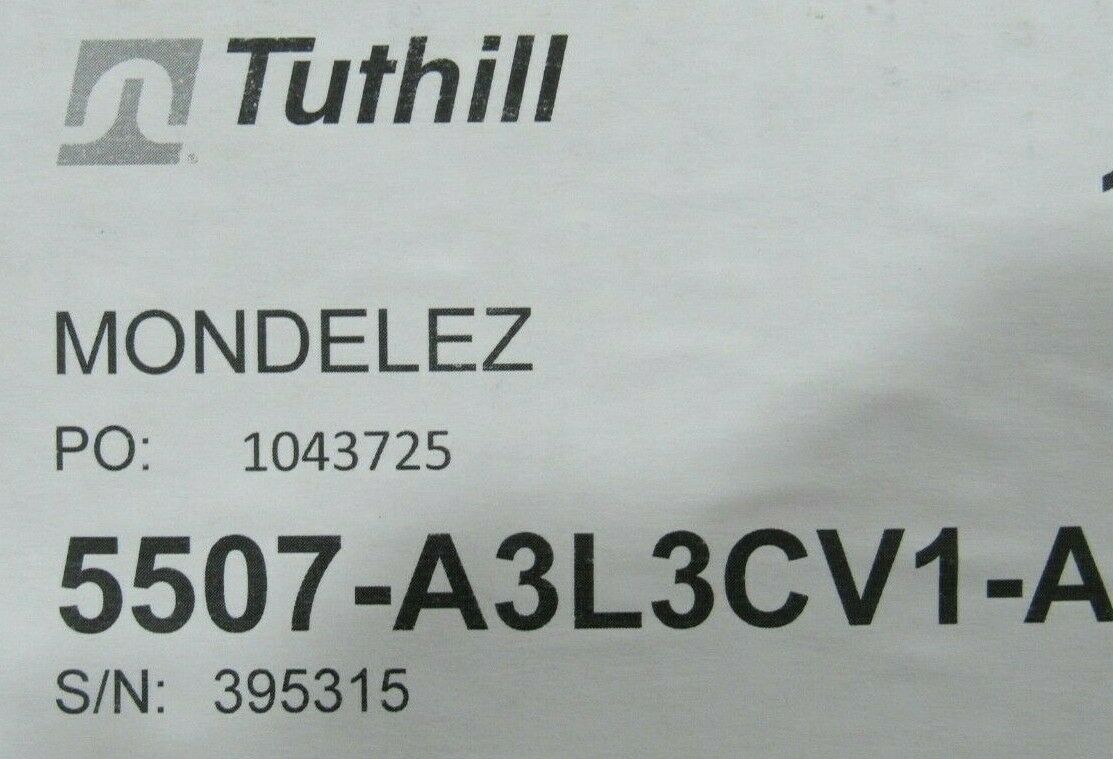 Tuthill
MONDELEZ
PO: 1043725
5507-A3L3CV1-A
S/N: 395315